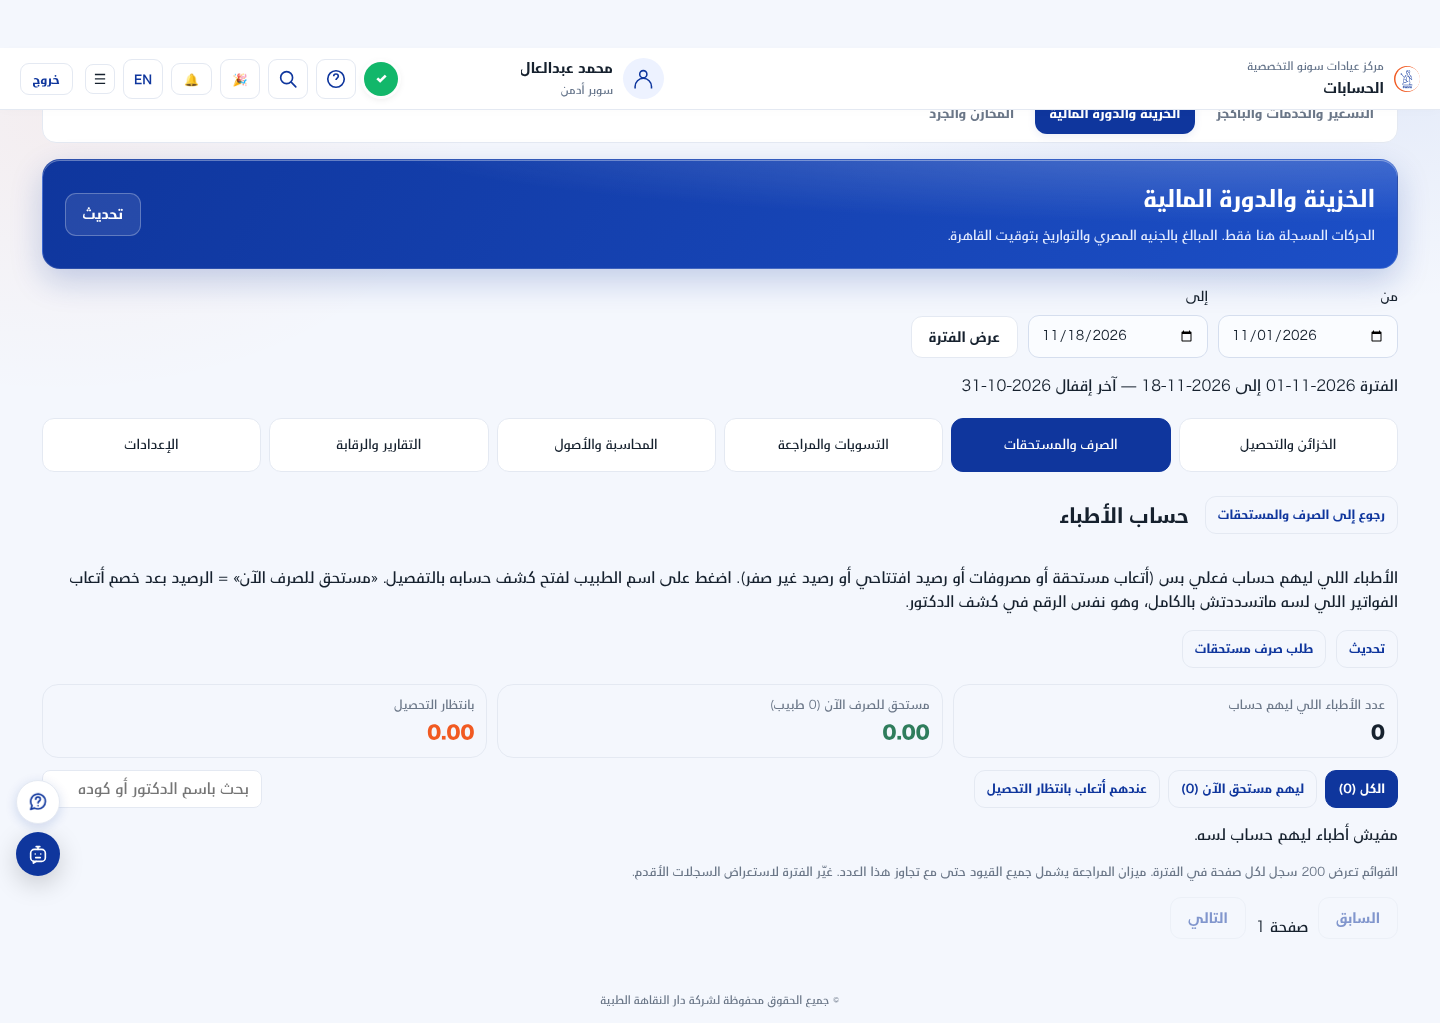 مركز عيادات سونو التخصصية
الحسابات
محمد عبدالعال
سوبر أدمن
EN
خروج
التسعير والخدمات والباكجز
الخزينة والدورة المالية
المخازن والجرد
الخزينة والدورة المالية
الحركات المسجلة هنا فقط. المبالغ بالجنيه المصري والتواريخ بتوقيت القاهرة.
تحديث
من
إلى
11/01/2026
11/18/2026
عرض الفترة
الفترة 2026-11-01 إلى 2026-11-18 — آخر إقفال 2026-10-31
الخزائن والتحصيل
الصرف والمستحقات
التسويات والمراجعة
المحاسبة والأصول
التقارير والرقابة
الإعدادات
رجوع إلى الصرف والمستحقات
حساب الأطباء
الأطباء اللي ليهم حساب فعلي بس (أتعاب مستحقة أو مصروفات أو رصيد افتتاحي أو رصيد غير صفر). اضغط على اسم الطبيب لفتح كشف حسابه بالتفصيل. «مستحق للصرف الآن» = الرصيد بعد خصم أتعاب
الفواتير اللي لسه ماتسددتش بالكامل، وهو نفس الرقم في كشف الدكتور.
تحديث
طلب صرف مستحقات
عدد الأطباء اللي ليهم حساب
0
مستحق للصرف الآن (0 طبيب)
0.00
بانتظار التحصيل
0.00
الكل (0)
ليهم مستحق الآن (0)
عندهم أتعاب بانتظار التحصيل
بحث باسم الدكتور أو كوده
مفيش أطباء ليهم حساب لسه.
القوائم تعرض 200 سجل لكل صفحة في الفترة. ميزان المراجعة يشمل جميع القيود حتى مع تجاوز هذا العدد. غيّر الفترة لاستعراض السجلات الأقدم.
السابق
صفحة 1
التالي
© جميع الحقوق محفوظة لشركة دار النقاهة الطبية